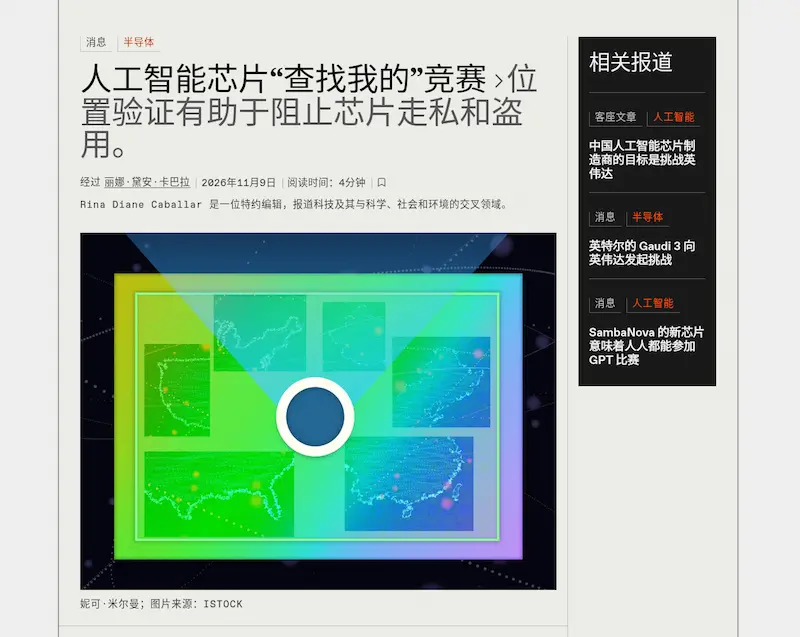 消息 半导体
人工智能芯片“查找我的”竞赛 ›位
置验证有助于阻止芯片走私和盗
用。
经过 丽娜·黛安·卡巴拉 2026年11月9日 阅读时间：4分钟
Rina Diane Caballar 是一位特约编辑，报道科技及其与科学、社会和环境的交叉领域。
妮可·米尔曼；图片来源：ISTOCK
相关报道
客座文章 人工智能
中国人工智能芯片制
造商的目标是挑战英
伟达
消息 半导体
英特尔的 Gaudi 3 向
英伟达发起挑战
消息 人工智能
SambaNova 的新芯片
意味着人人都能参加
GPT 比赛